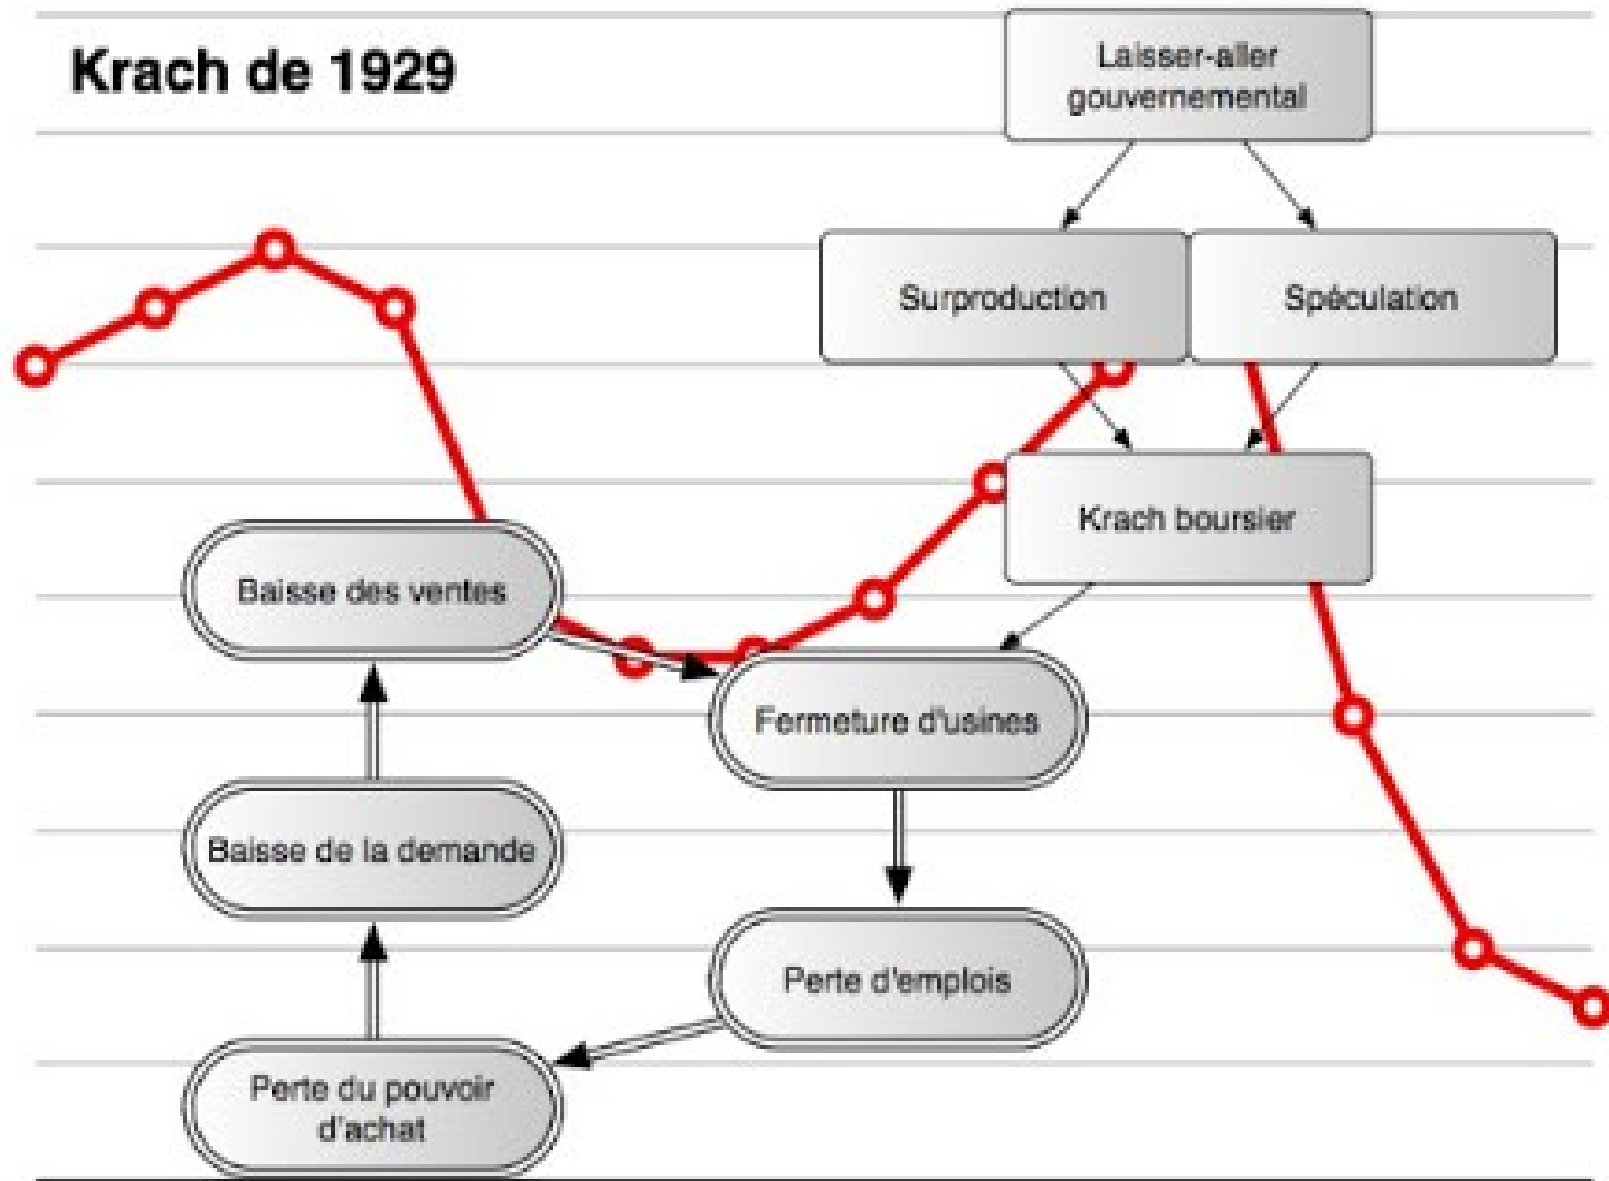 Krach de 1929
Laisser-aller
gouvernemental
Surproduction
Spéculation
Krach boursier
Baisse des ventes
Fermeture d'usines
Baisse de la demande
Perte d'emplois
Perte du pouvoir
d'achat